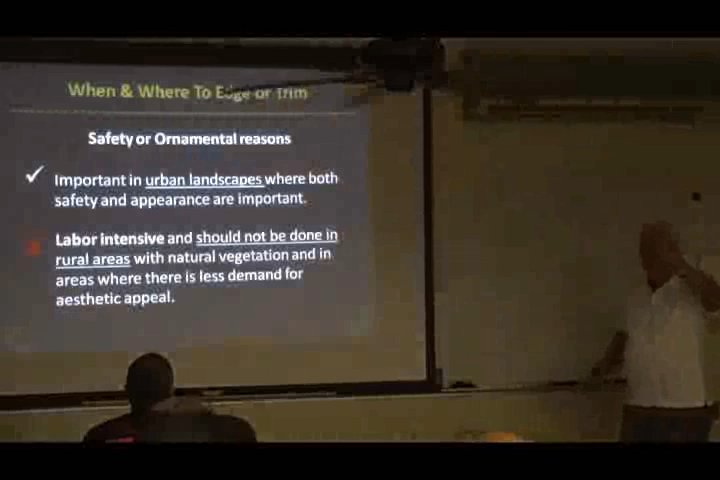 When & Where To Edge or Trim
Safety or Ornamental reasons
Important in urban landscapes where both
safety and appearance are important.
Labor intensive and should not be done in
rural areas with natural vegetation and in
areas where there is less demand for
aesthetic appeal.